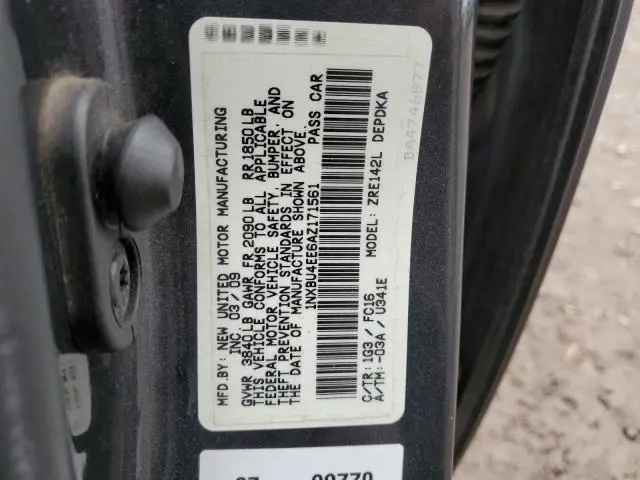 MFD.BY: NEW UNITED MOTOR MANUFACTURING
INC. 03/09
GVWR 3840LB GAWR FR 2090LB RR1850LB
THIS VEHICLE CONFORMS TO ALL APPLICABLE
FEDERAL MOTOR VEHICLE SAFETY, BUMPER, AND
THEFT PREVENTION STANDARDS IN EFFECT ON
THE DATE OF MANUFACTURE SHOWN ABOVE.
1NXBU4EE6AZ171561 PASS CAR
C/TR: 1G3 / FC16 MODEL: ZRE142L DEPDKA
A/TM: -03A / U341E
BA4746B77